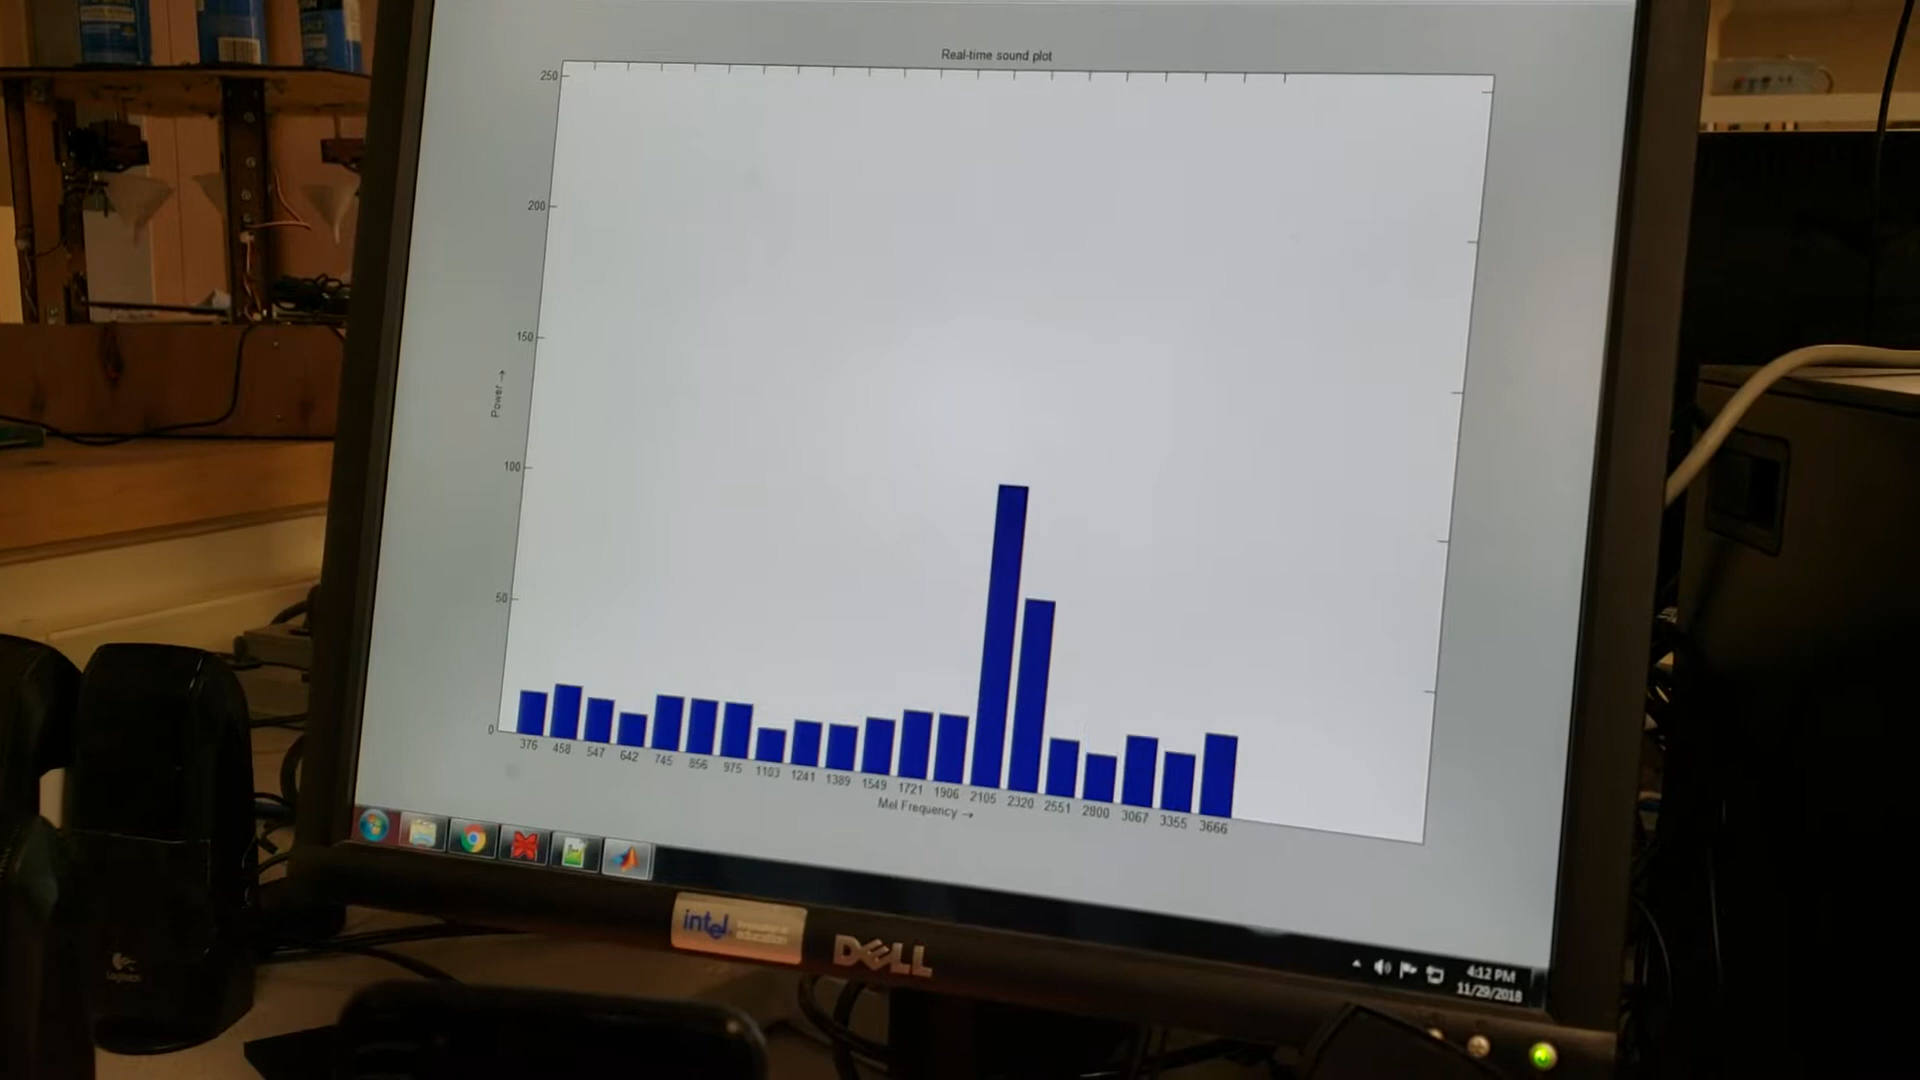 Real-time sound plot
250
200
150
100
50
0
Power →
376 458 547 642 745 856 975 1103 1241 1389 1549 1721 1906 2105 2320 2551 2800 3067 3355 3666
Mel Frequency →
intel
education
DELL
Logitech
4:12 PM
11/29/2018